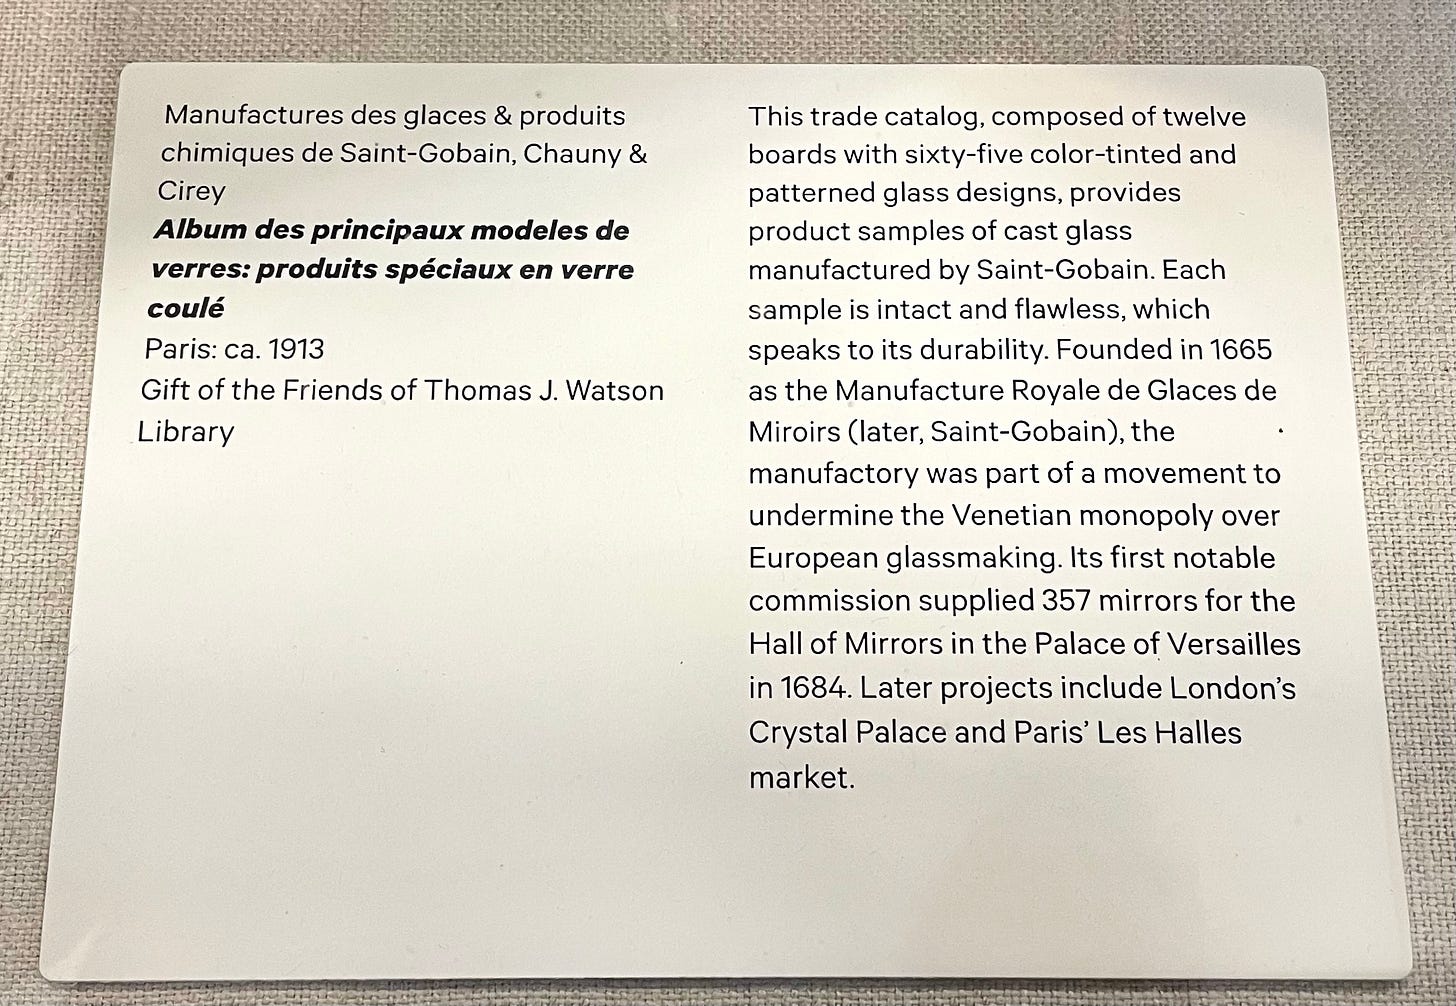 Manufactures des glaces & produits
chimiques de Saint-Gobain, Chauny &
Cirey
Album des principaux modeles de
verres: produits spéciaux en verre
coulé
Paris: ca. 1913
Gift of the Friends of Thomas J. Watson
Library
This trade catalog, composed of twelve
boards with sixty-five color-tinted and
patterned glass designs, provides
product samples of cast glass
manufactured by Saint-Gobain. Each
sample is intact and flawless, which
speaks to its durability. Founded in 1665
as the Manufacture Royale de Glaces de
Miroirs (later, Saint-Gobain), the
manufactory was part of a movement to
undermine the Venetian monopoly over
European glassmaking. Its first notable
commission supplied 357 mirrors for the
Hall of Mirrors in the Palace of Versailles
in 1684. Later projects include London’s
Crystal Palace and Paris’ Les Halles
market.